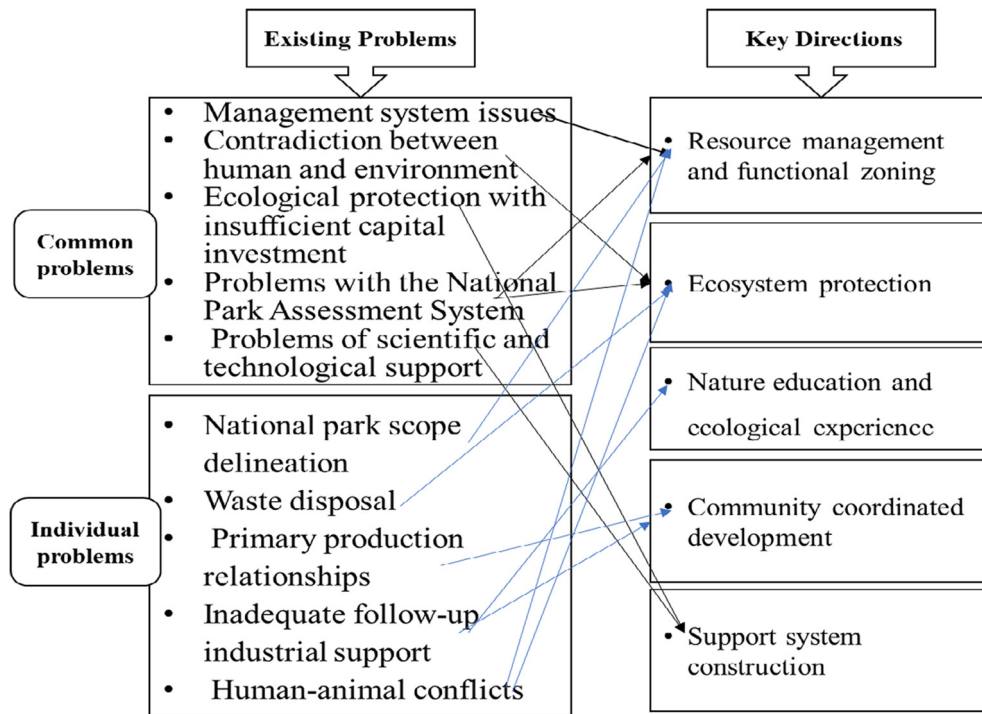 Existing Problems
Key Directions
Common
problems
• Management system issues
• Contradiction between
human and environment
• Ecological protection with
insufficient capital
investment
• Problems with the National
Park Assessment System
• Problems of scientific and
technological support
Individual
problems
• National park scope
delineation
• Waste disposal
• Primary production
relationships
• Inadequate follow-up
industrial support
• Human-animal conflicts
• Resource management
and functional zoning
• Ecosystem protection
• Nature education and
ecological experience
• Community coordinated
development
• Support system
construction